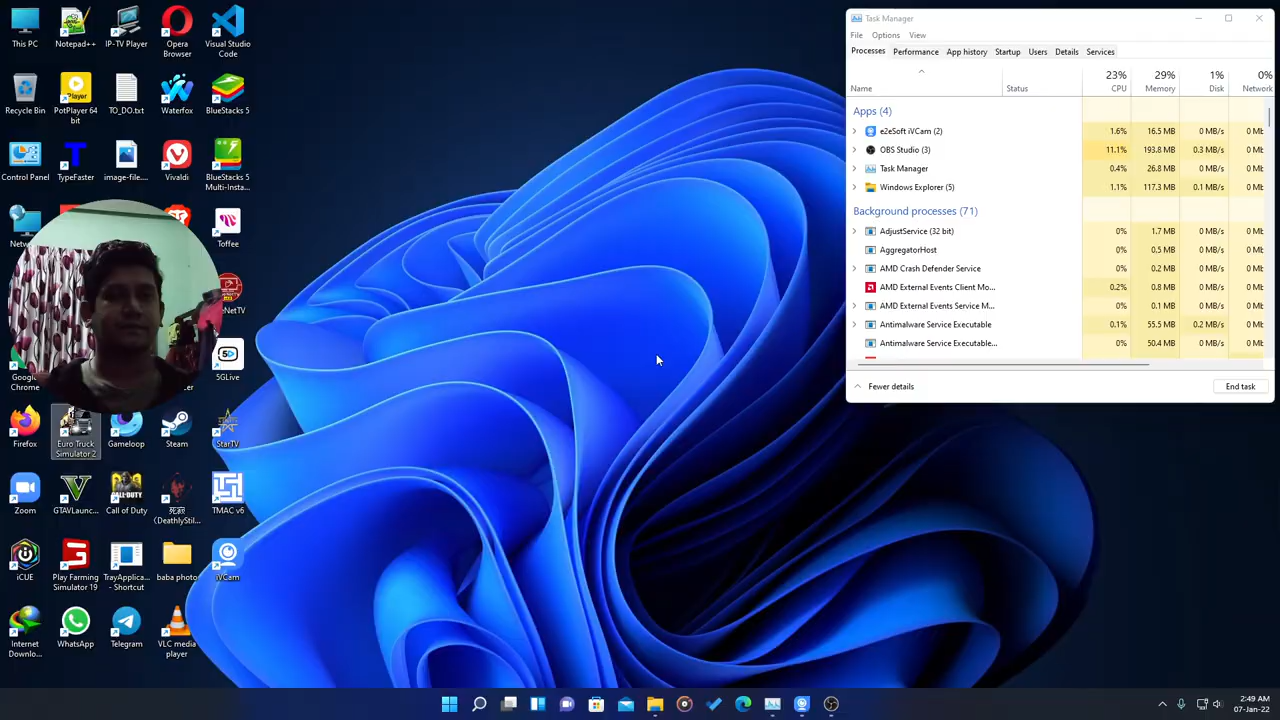 This PC
Notepad++
IP-TV Player
Opera
Browser
Visual Studio
Code
Recycle Bin
PotPlayer 64
bit
TO_DO.txt
Waterfox
BlueStacks 5
Control Panel
TypeFaster
image-file....
Vivaldi
BlueStacks 5
Multi-Insta...
Toffee
5GLive
Firefox
Euro Truck
Simulator 2
Gameloop
Steam
StarTV
Zoom
GTAVLaunc...
Call of Duty
(DeathlyStil...
TMAC v6
iCUE
Play Farming
Simulator 19
TrayApplica...
- Shortcut
baba photo
iVCam
Internet
Downlo...
WhatsApp
Telegram
VLC media
player
Task Manager
File Options View
Processes Performance App history Startup Users Details Services
23% 29% 1% 0%
Name Status CPU Memory Disk Network
Apps (4)
e2eSoft iVCam (2) 1.6% 16.5 MB 0 MB/s 0 Mb
OBS Studio (3) 11.1% 193.8 MB 0.3 MB/s 0 Mb
Task Manager 0.4% 26.8 MB 0 MB/s 0 Mb
Windows Explorer (5) 1.1% 117.3 MB 0.1 MB/s 0 Mb
Background processes (71)
AdjustService (32 bit) 0% 1.7 MB 0 MB/s 0 Mb
AggregatorHost 0% 0.5 MB 0 MB/s 0 Mb
AMD Crash Defender Service 0% 0.2 MB 0 MB/s 0 Mb
AMD External Events Client Mo... 0.2% 0.8 MB 0 MB/s 0 Mb
AMD External Events Service M... 0% 0.1 MB 0 MB/s 0 Mb
Antimalware Service Executable 0.1% 55.5 MB 0.2 MB/s 0 Mb
Antimalware Service Executable... 0% 50.4 MB 0 MB/s 0 Mb
Fewer details End task
2:49 AM
07-Jan-22